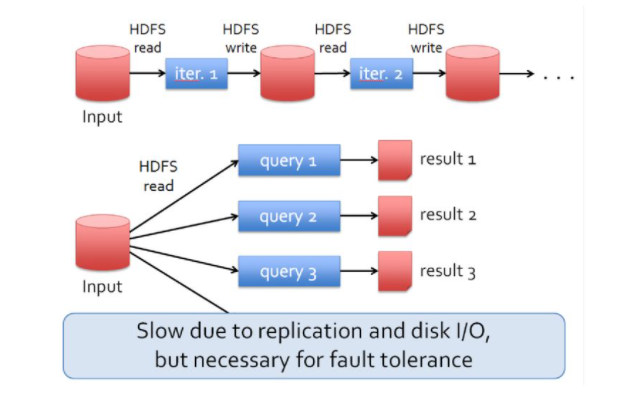 HDFS
read
HDFS
write
HDFS
read
HDFS
write
iter. 1
iter. 2
. . .
Input
HDFS
read
query 1
result 1
query 2
result 2
query 3
result 3
Input
Slow due to replication and disk I/O,
but necessary for fault tolerance